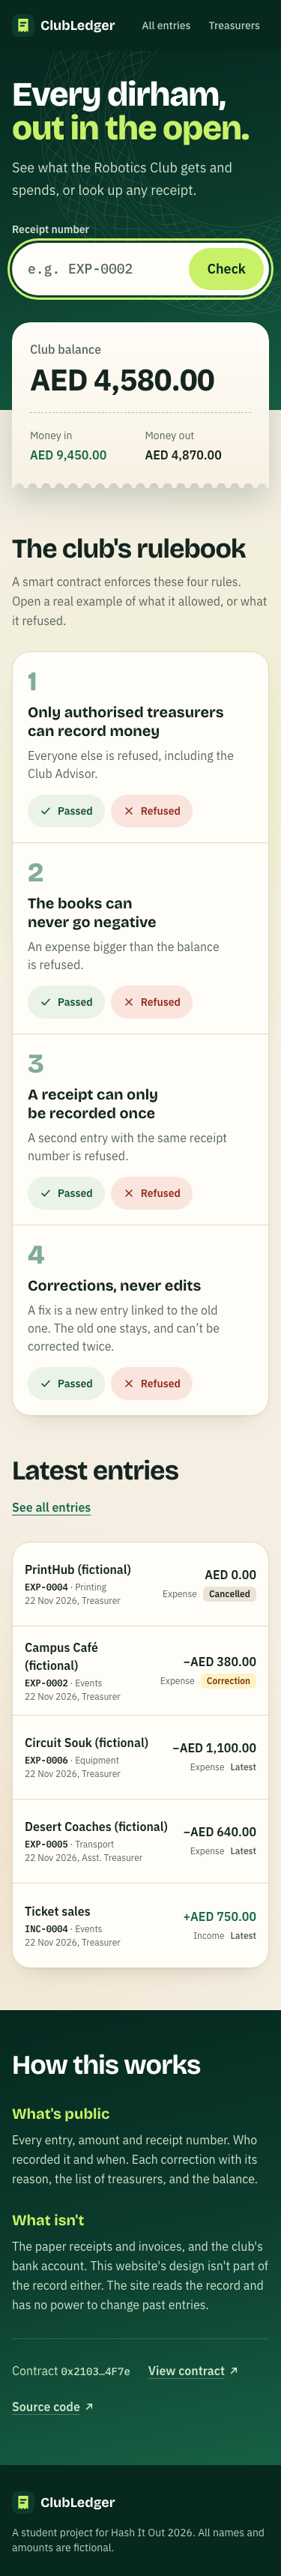 ClubLedger
All entries
Treasurers
Every dirham,
out in the open.
See what the Robotics Club gets and
spends, or look up any receipt.
Receipt number
e.g. EXP-0002
Check
Club balance
AED 4,580.00
Money in
Money out
AED 9,450.00
AED 4,870.00
The club's rulebook
A smart contract enforces these four rules.
Open a real example of what it allowed, or what
it refused.
1
Only authorised treasurers
can record money
Everyone else is refused, including the
Club Advisor.
Passed
Refused
2
The books can
never go negative
An expense bigger than the balance
is refused.
Passed
Refused
3
A receipt can only
be recorded once
A second entry with the same receipt
number is refused.
Passed
Refused
4
Corrections, never edits
A fix is a new entry linked to the old
one. The old one stays, and can't be
corrected twice.
Passed
Refused
Latest entries
See all entries
PrintHub (fictional)
EXP-0004 · Printing
22 Nov 2026, Treasurer
AED 0.00
Expense Cancelled
Campus Café
(fictional)
EXP-0002 · Events
22 Nov 2026, Treasurer
−AED 380.00
Expense Correction
Circuit Souk (fictional)
EXP-0006 · Equipment
22 Nov 2026, Treasurer
−AED 1,100.00
Expense Latest
Desert Coaches (fictional)
EXP-0005 · Transport
22 Nov 2026, Asst. Treasurer
−AED 640.00
Expense Latest
Ticket sales
INC-0004 · Events
22 Nov 2026, Treasurer
+AED 750.00
Income Latest
How this works
What's public
Every entry, amount and receipt number. Who
recorded it and when. Each correction with its
reason, the list of treasurers, and the balance.
What isn't
The paper receipts and invoices, and the club's
bank account. This website's design isn't part of
the record either. The site reads the record and
has no power to change past entries.
Contract 0x2103…4F7e
View contract ↗
Source code ↗
ClubLedger
A student project for Hash It Out 2026. All names and
amounts are fictional.